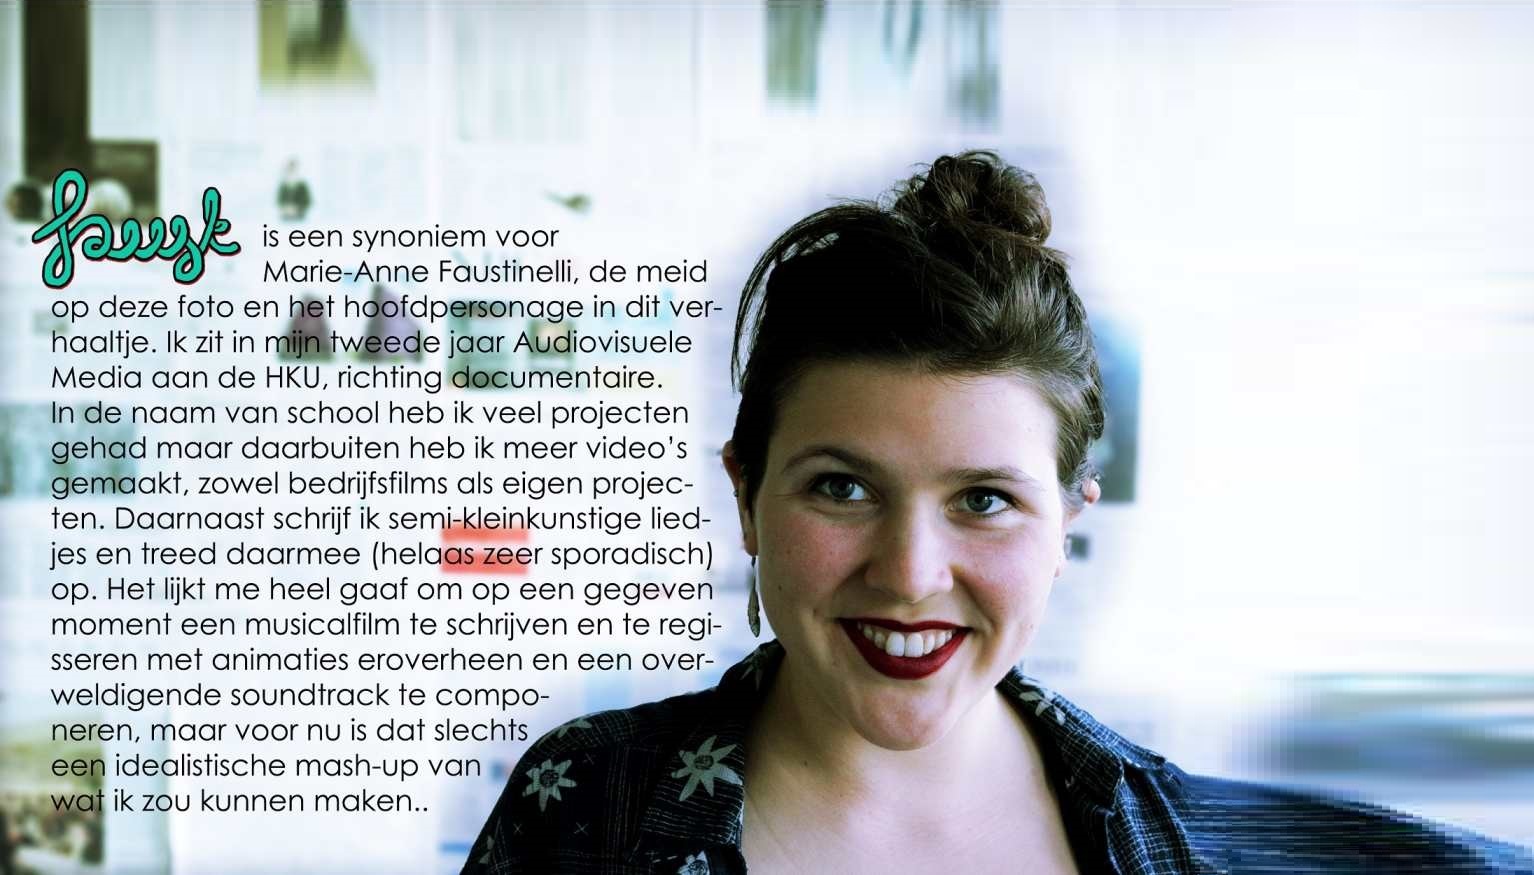 is een synoniem voor
Marie-Anne Faustinelli, de meid
op deze foto en het hoofdpersonage in dit ver-
haaltje. Ik zit in mijn tweede jaar Audiovisuele
Media aan de HKU, richting documentaire.
In de naam van school heb ik veel projecten
gehad maar daarbuiten heb ik meer video's
gemaakt, zowel bedrijfsfilms als eigen projec-
ten. Daarnaast schrijf ik semi-kleinkunstige lied-
jes en treed daarmee (helaas zeer sporadisch)
op. Het lijkt me heel gaaf om op een gegeven
moment een musicalfilm te schrijven en te regi-
sseren met animaties eroverheen en een over-
weldigende soundtrack te compo-
neren, maar voor nu is dat slechts
een idealistische mash-up van
wat ik zou kunnen maken..